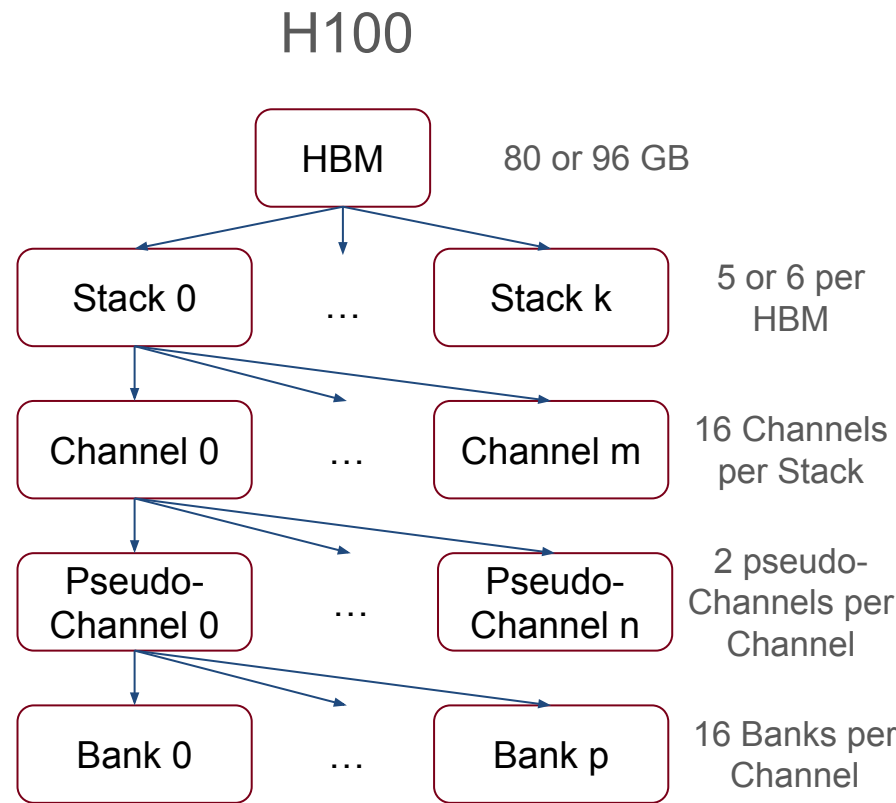 H100
HBM
80 or 96 GB
Stack 0
…
Stack k
5 or 6 per
HBM
Channel 0
…
Channel m
16 Channels
per Stack
Pseudo-
Channel 0
…
Pseudo-
Channel n
2 pseudo-
Channels per
Channel
Bank 0
…
Bank p
16 Banks per
Channel